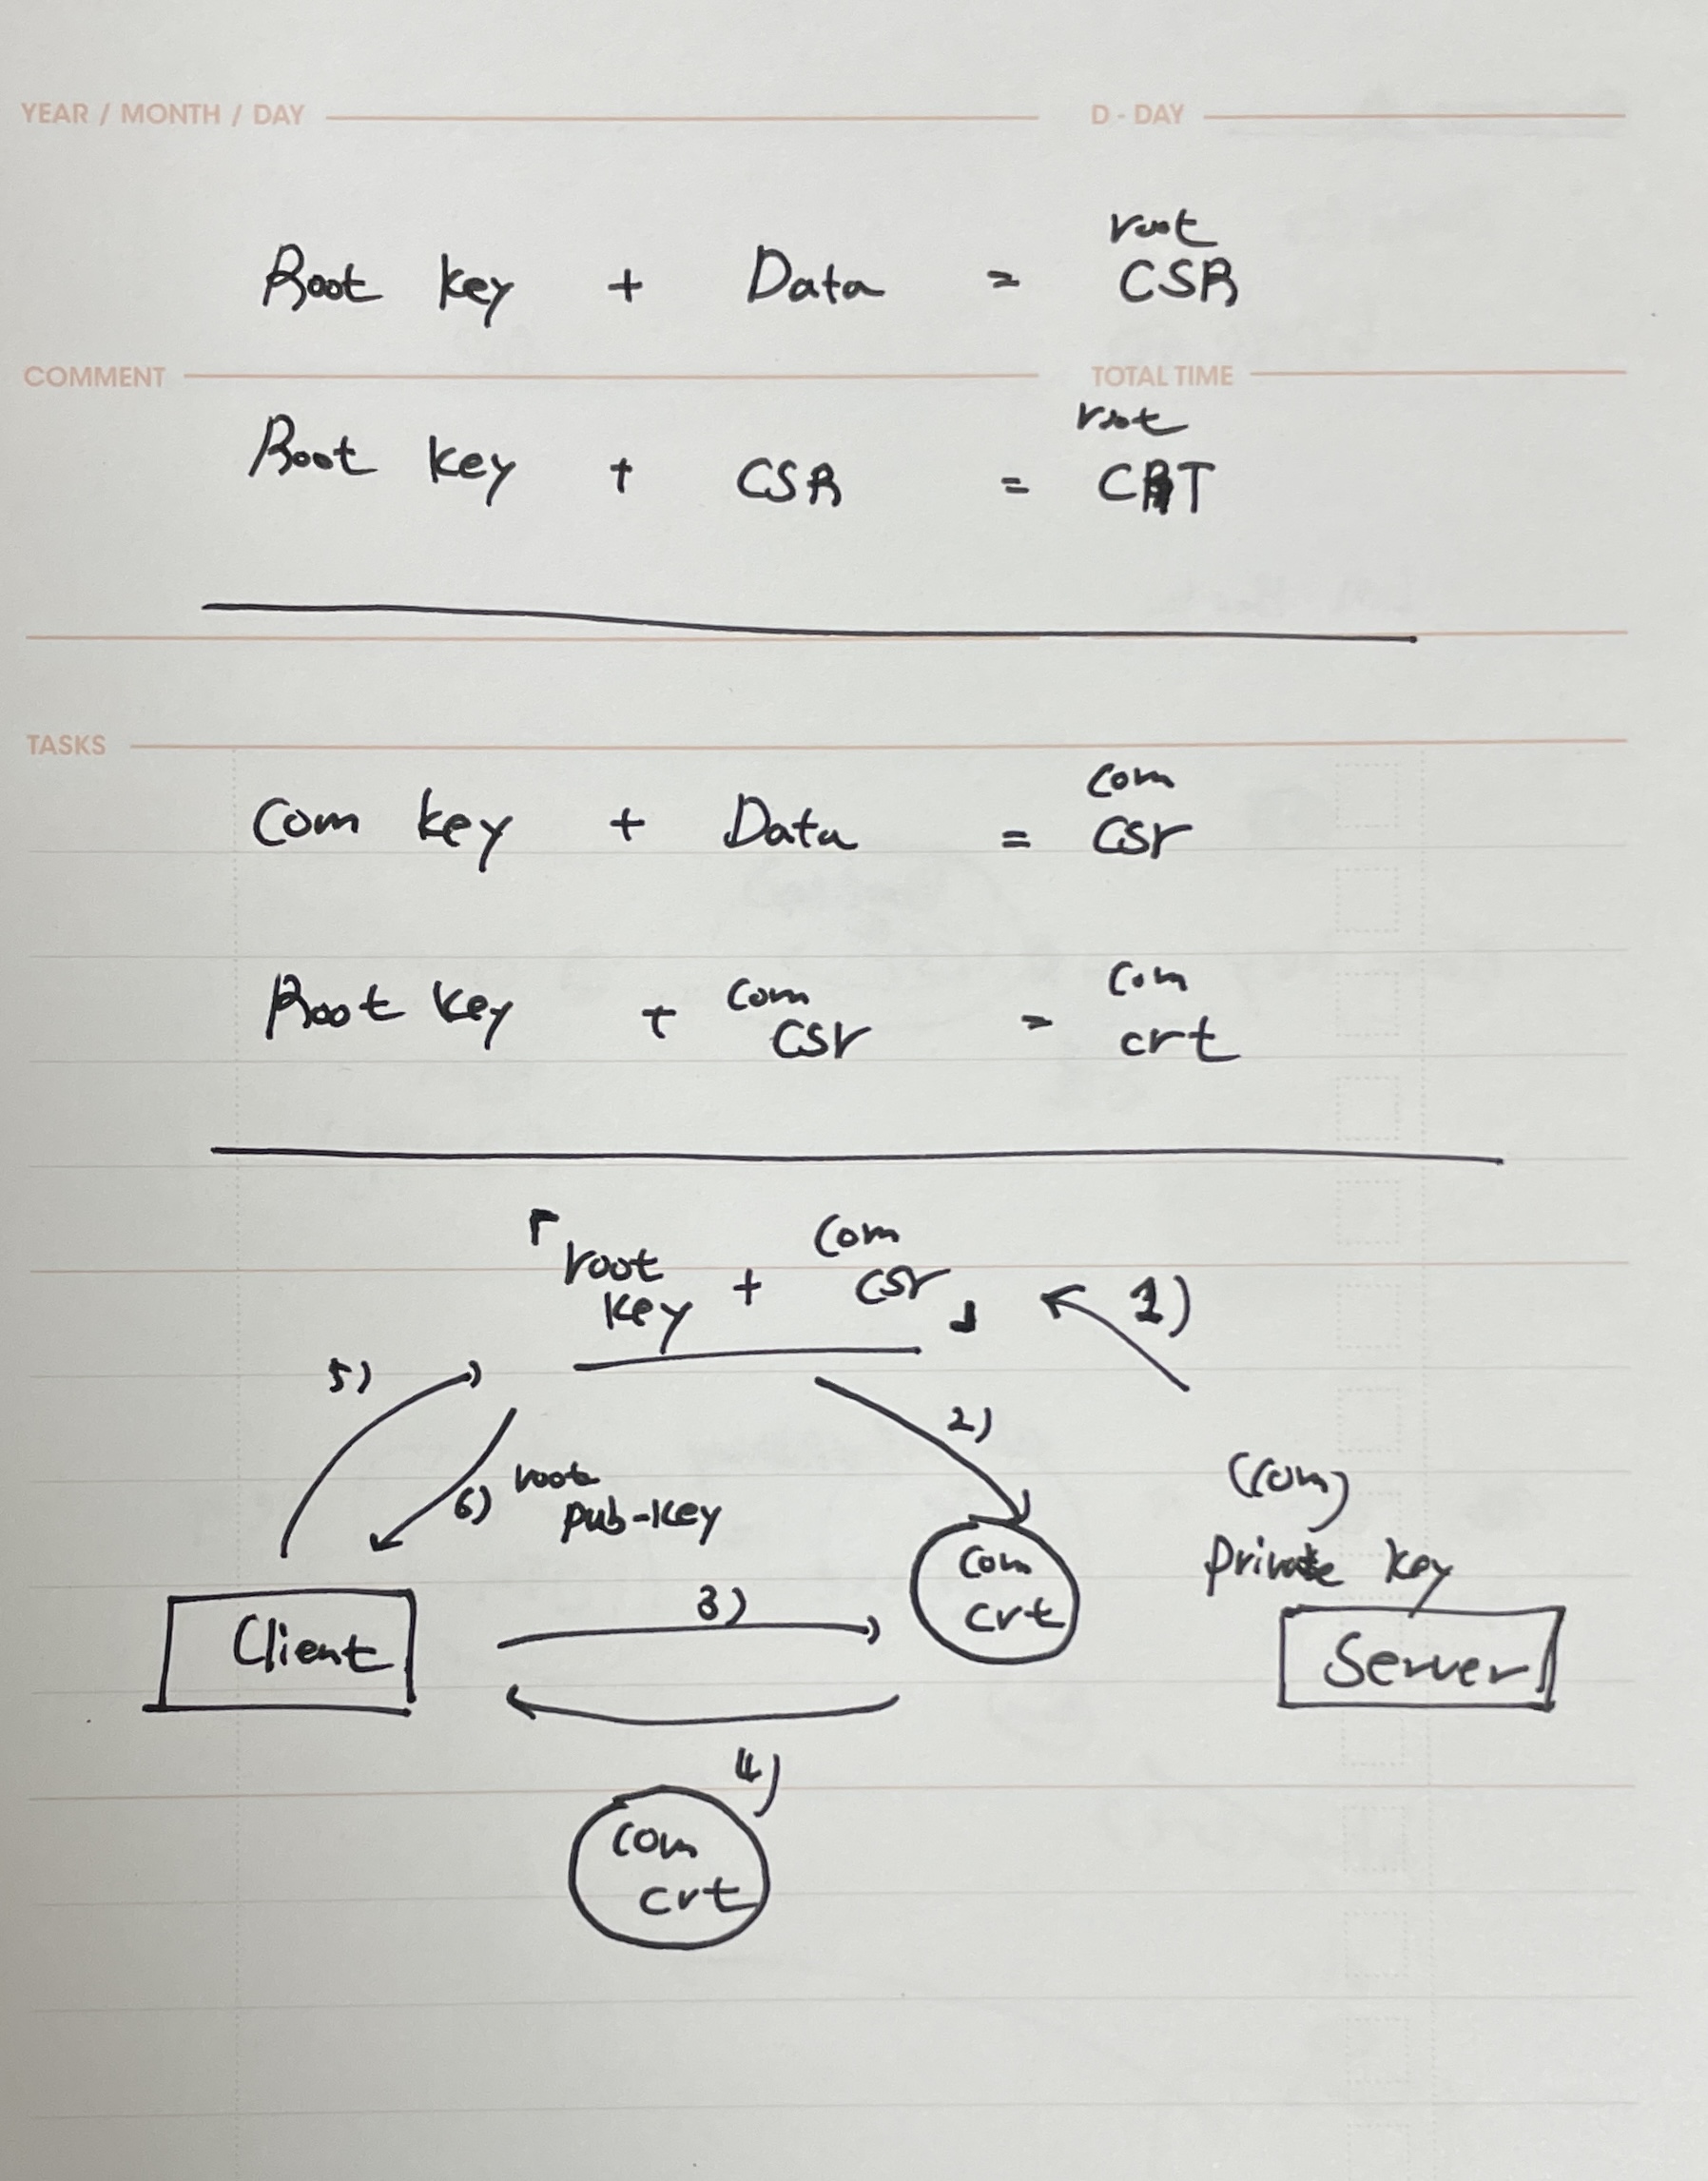 YEAR / MONTH / DAY D - DAY
root
Root key + Data = CSR
COMMENT TOTAL TIME
root
Root key + CSR = CRT
TASKS
com
Com key + Data = csr
com com
Root key + csr = crt
「root key + com csr」 1)
5) 2)
6) root pub-key
(com)
private key
com crt
3)
Client Server
4)
com
crt